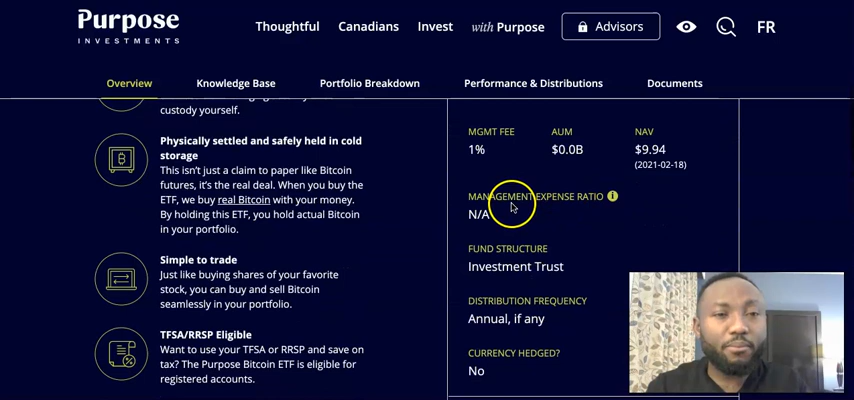 Purpose
INVESTMENTS
Thoughtful
Canadians
Invest
with Purpose
Advisors
FR
Overview
Knowledge Base
Portfolio Breakdown
Performance & Distributions
Documents
custody yourself.
Physically settled and safely held in cold
storage
This isn't just a claim to paper like Bitcoin
futures, it's the real deal. When you buy the
ETF, we buy real Bitcoin with your money.
By holding this ETF, you hold actual Bitcoin
in your portfolio.
Simple to trade
Just like buying shares of your favorite
stock, you can buy and sell Bitcoin
seamlessly in your portfolio.
TFSA/RRSP Eligible
Want to use your TFSA or RRSP and save on
tax? The Purpose Bitcoin ETF is eligible for
registered accounts.
MGMT FEE
1%
AUM
$0.0B
NAV
$9.94
(2021-02-18)
MANAGEMENT EXPENSE RATIO
N/A
FUND STRUCTURE
Investment Trust
DISTRIBUTION FREQUENCY
Annual, if any
CURRENCY HEDGED?
No